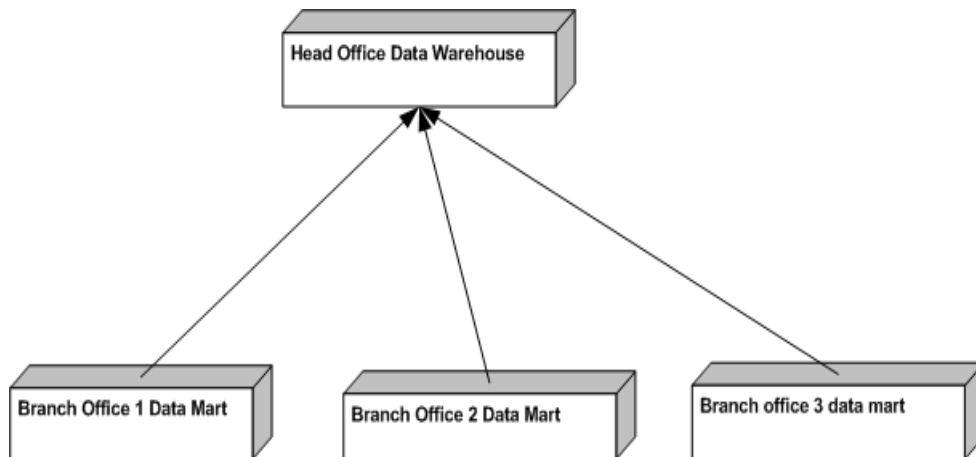 Head Office Data Warehouse
Branch Office 1 Data Mart
Branch Office 2 Data Mart
Branch office 3 data mart